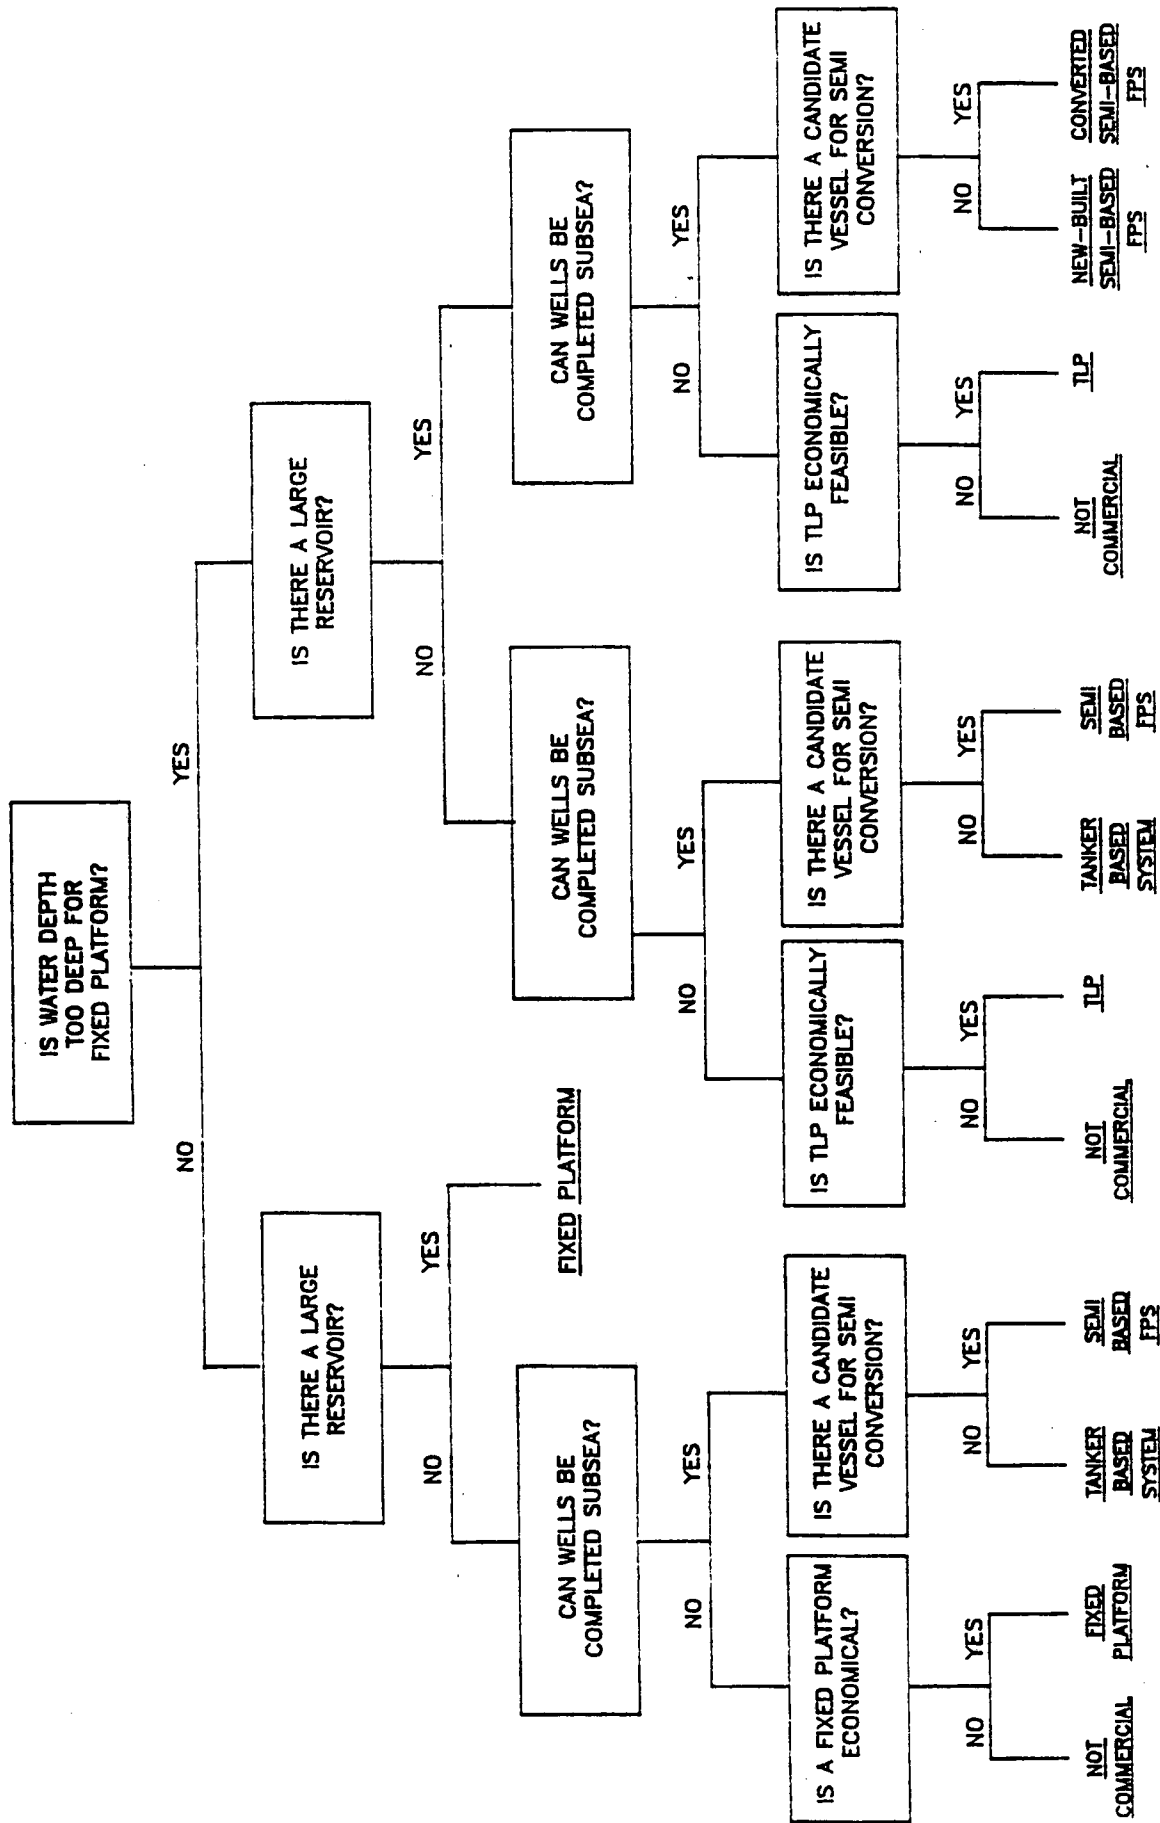 IS WATER DEPTH
TOO DEEP FOR
FIXED PLATFORM?
NO
YES
IS THERE A LARGE
RESERVOIR?
IS THERE A LARGE
RESERVOIR?
NO
YES
NO
YES
CAN WELLS BE
COMPLETED SUBSEA?
FIXED PLATFORM
CAN WELLS BE
COMPLETED SUBSEA?
CAN WELLS BE
COMPLETED SUBSEA?
NO
YES
NO
YES
NO
YES
IS A FIXED PLATFORM
ECONOMICAL?
IS THERE A CANDIDATE
VESSEL FOR SEMI
CONVERSION?
IS TLP ECONOMICALLY
FEASIBLE?
IS THERE A CANDIDATE
VESSEL FOR SEMI
CONVERSION?
IS TLP ECONOMICALLY
FEASIBLE?
IS THERE A CANDIDATE
VESSEL FOR SEMI
CONVERSION?
NO
YES
NO
YES
NO
YES
NO
YES
NO
YES
NO
YES
NOT
COMMERCIAL
FIXED
PLATFORM
TANKER
BASED
SYSTEM
SEMI
BASED
FPS
NOT
COMMERCIAL
TLP
TANKER
BASED
SYSTEM
SEMI
BASED
FPS
NOT
COMMERCIAL
TLP
NEW-BUILT
SEMI-BASED
FPS
CONVERTED
SEMI-BASED
FPS